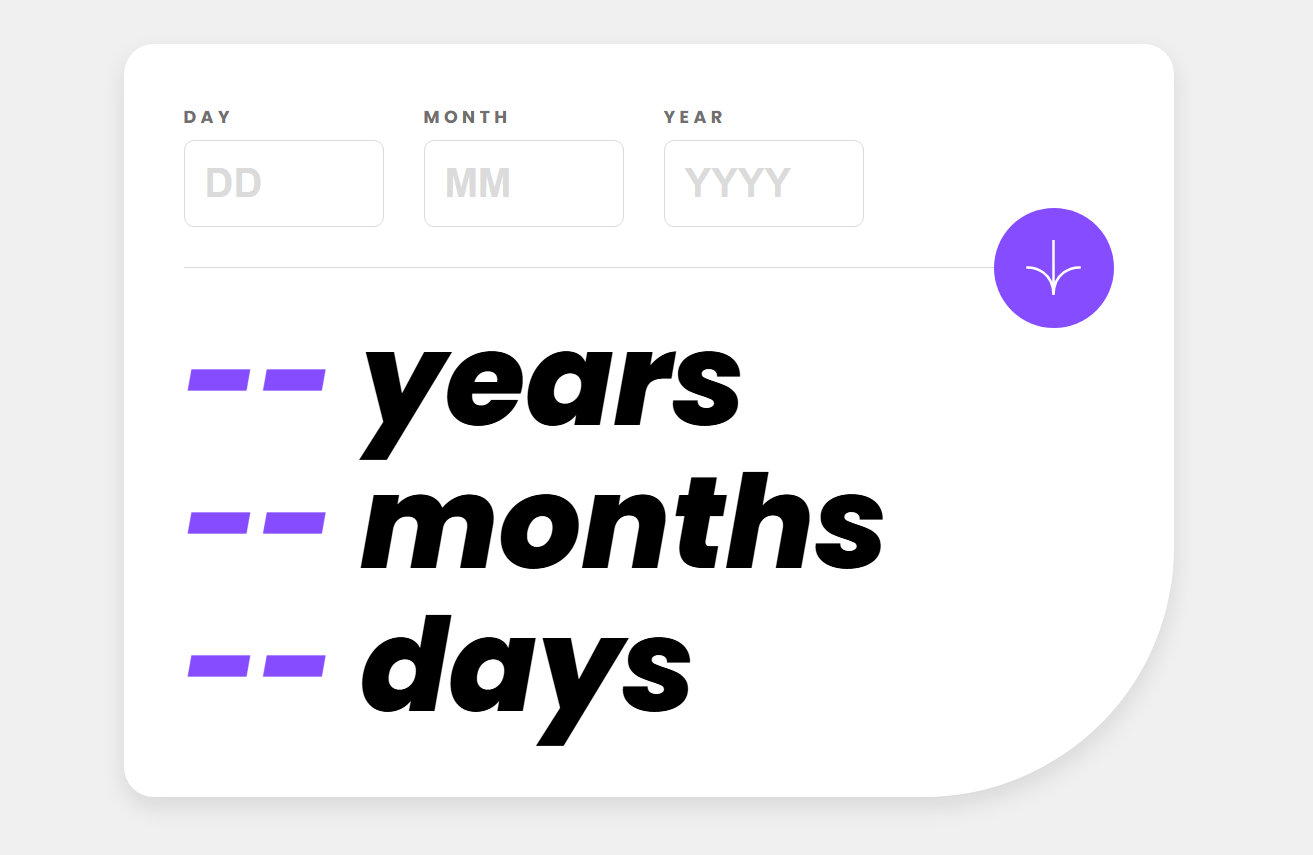 DAY MONTH YEAR
DD MM YYYY
-- years
-- months
-- days